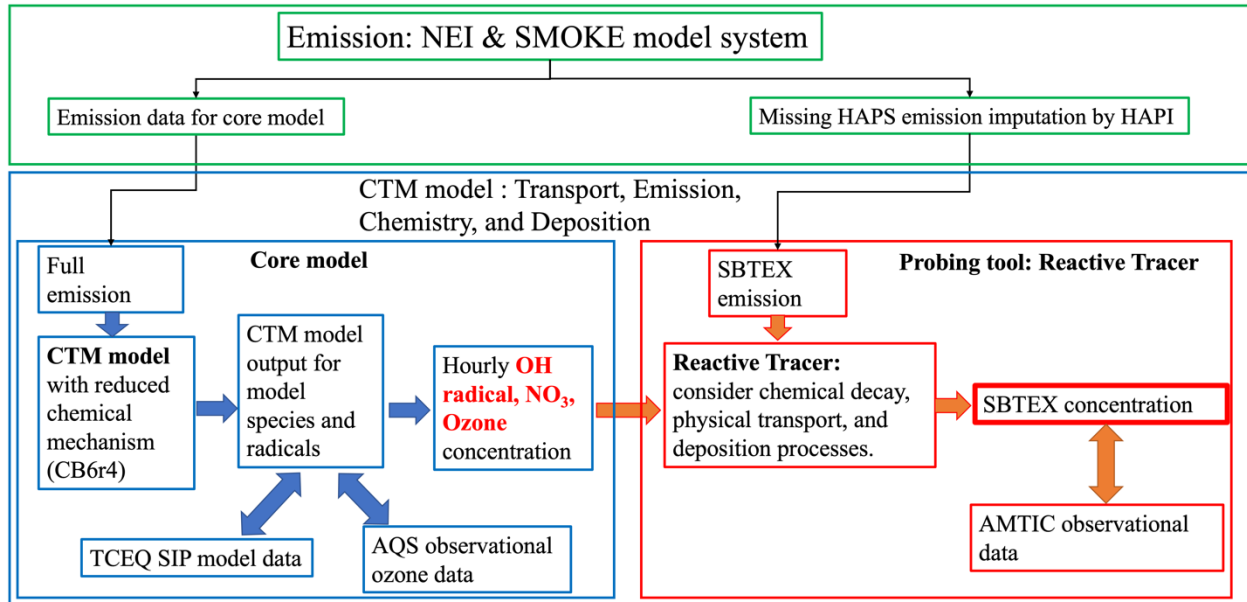 Emission: NEI & SMOKE model system
Emission data for core model
Missing HAPS emission imputation by HAPI
CTM model : Transport, Emission,
Chemistry, and Deposition
Core model
Full
emission
CTM model
with reduced
chemical
mechanism
(CB6r4)
CTM model
output for
model
species and
radicals
Hourly OH
radical, NO₃,
Ozone
concentration
TCEQ SIP model data
AQS observational
ozone data
Probing tool: Reactive Tracer
SBTEX
emission
Reactive Tracer:
consider chemical decay,
physical transport, and
deposition processes.
SBTEX concentration
AMTIC observational
data